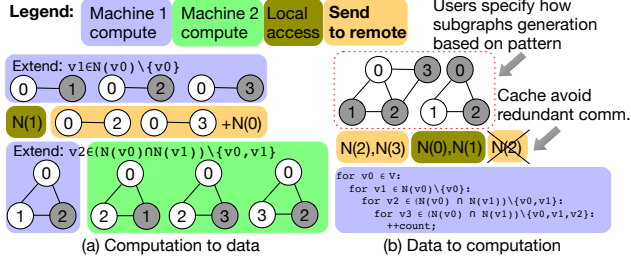 Legend:
Machine 1 compute
Machine 2 compute
Local access
Send to remote
Users specify how subgraphs generation based on pattern
Extend: v1∈N(v0)\{v0}
0 1 0 2 0 3
N(1) 0 2 0 3 +N(0)
Extend: v2∈(N(v0)∩N(v1))\{v0,v1}
0 0 0 0
1 2 2 1 2 3 3 2
(a) Computation to data
0 3 0
1 2 1 2
Cache avoid redundant comm.
N(2),N(3) N(0),N(1) N(2)
for v0 ∈ V:
for v1 ∈ N(v0)\{v0}:
for v2 ∈ (N(v0) ∩ N(v1))\{v0,v1}:
for v3 ∈ (N(v0) ∩ N(v1))\{v0,v1,v2}:
++count;
(b) Data to computation